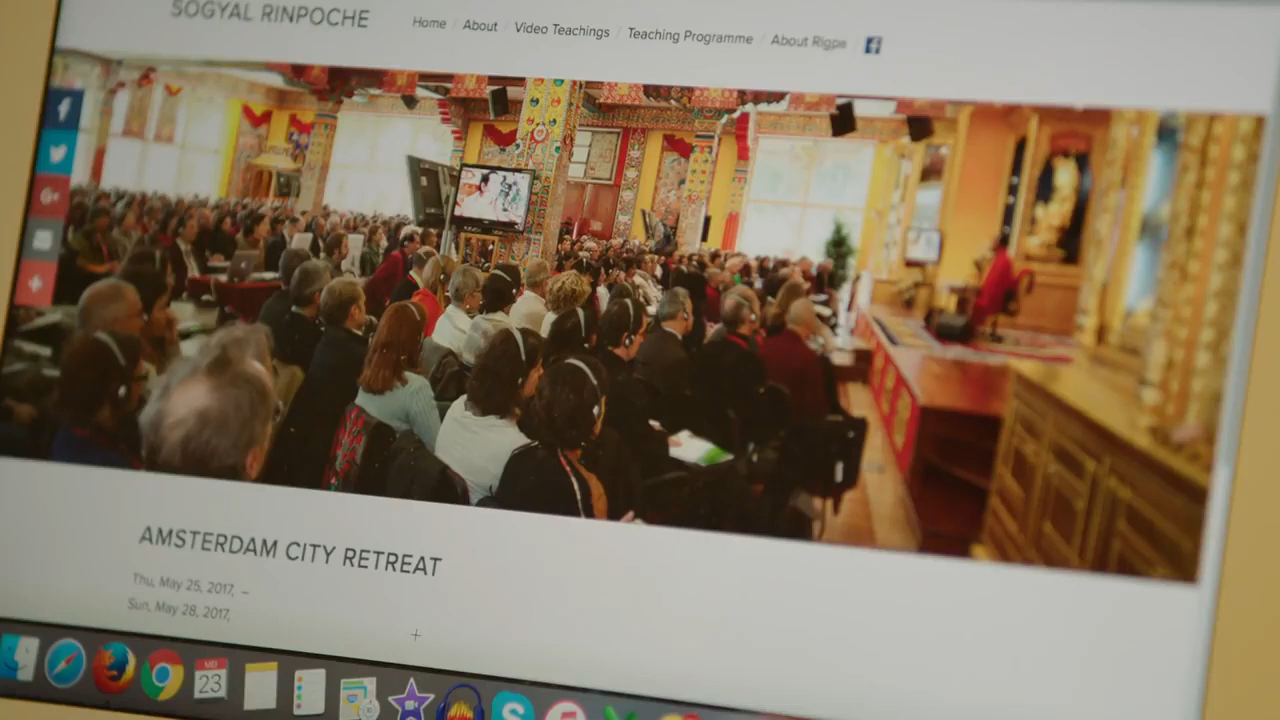 SOGYAL RINPOCHE
Home / About / Video Teachings / Teaching Programme / About Rigpa
AMSTERDAM CITY RETREAT
Thu, May 25, 2017, –
Sun, May 28, 2017,
23